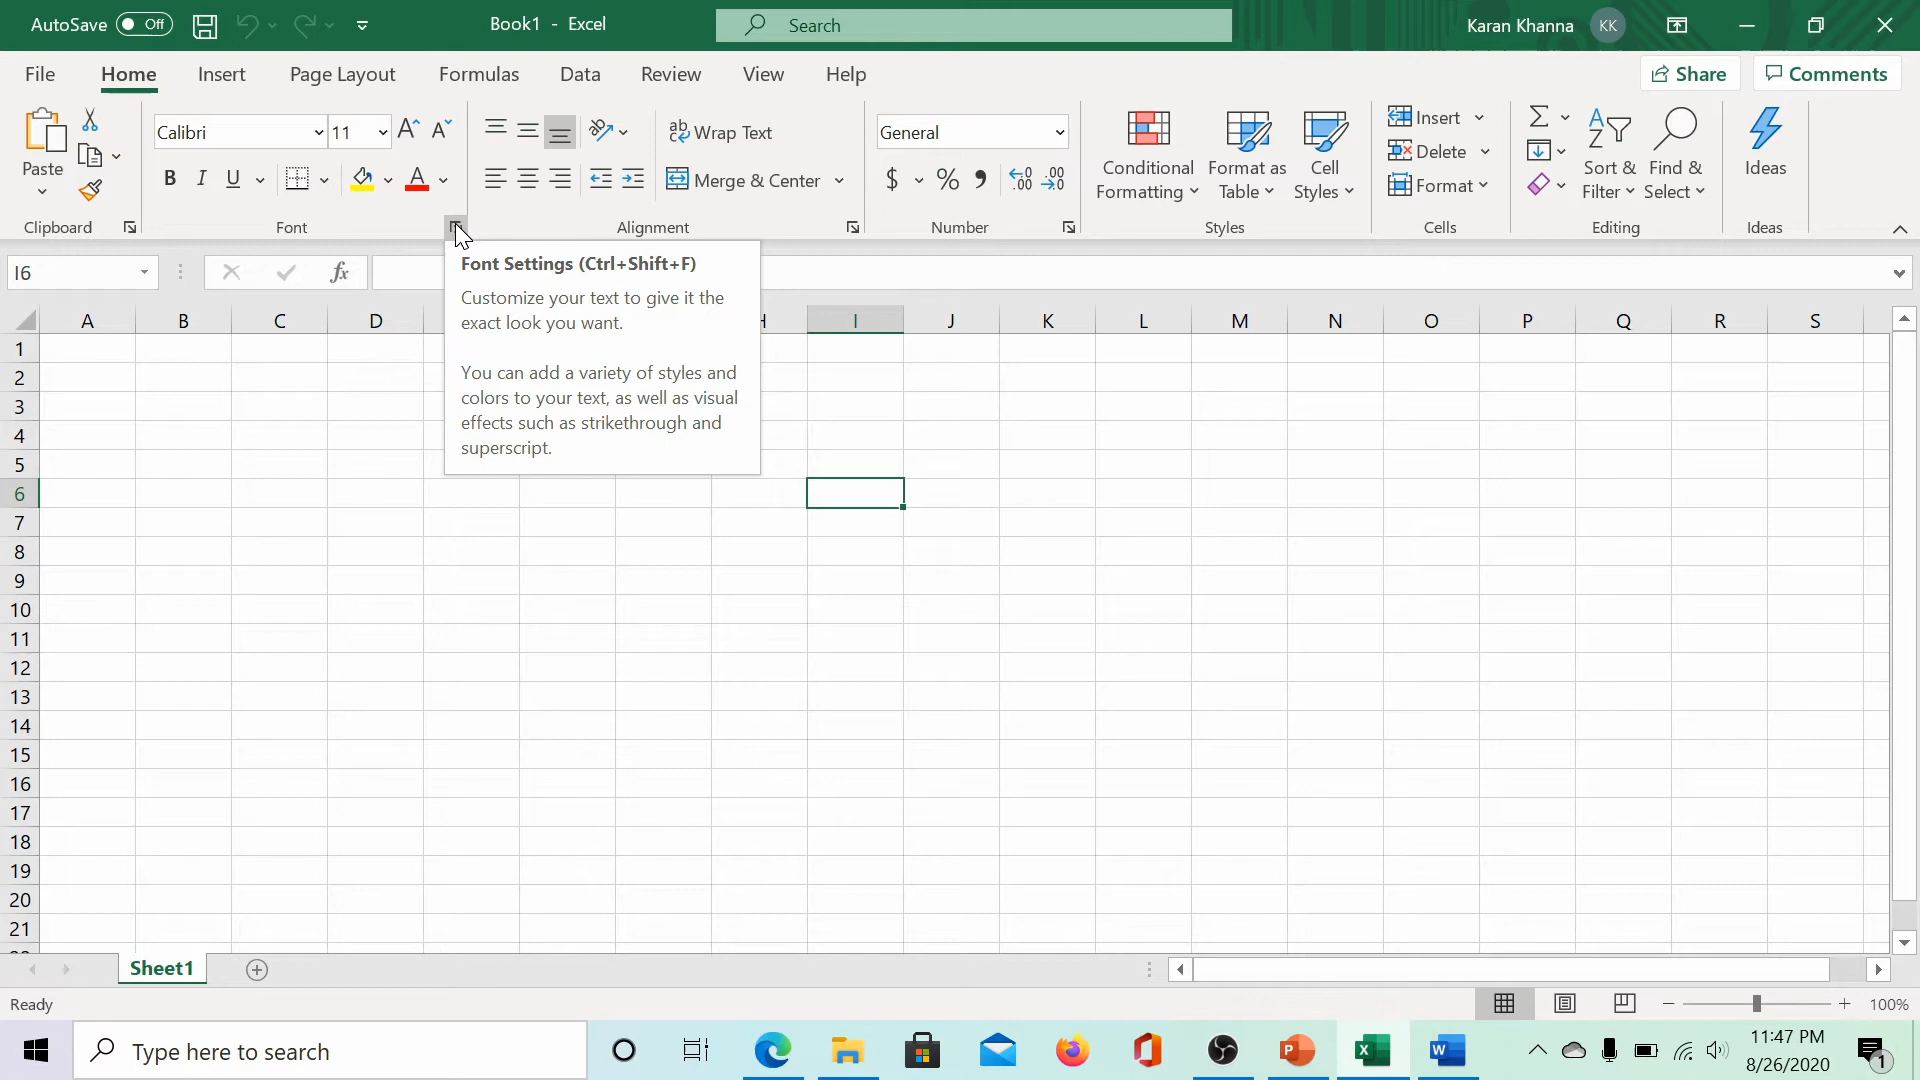 AutoSave Off
Book1 - Excel
Search
Karan Khanna KK
File Home Insert Page Layout Formulas Data Review View Help
Share Comments
Calibri 11
ab Wrap Text
General
Insert
Paste
B I U A
Merge & Center
$ % 9 .00
Conditional Formatting
Format as Table
Cell Styles
Delete
Format
Sort & Filter
Find & Select
Ideas
Clipboard Font Alignment Number Styles Cells Editing Ideas
I6 fx
Font Settings (Ctrl+Shift+F)
Customize your text to give it the
exact look you want.
You can add a variety of styles and
colors to your text, as well as visual
effects such as strikethrough and
superscript.
A B C D H I J K L M N O P Q R S
1
2
3
4
5
6
7
8
9
10
11
12
13
14
15
16
17
18
19
20
21
Sheet1
Ready 100%
Type here to search
11:47 PM
8/26/2020
1